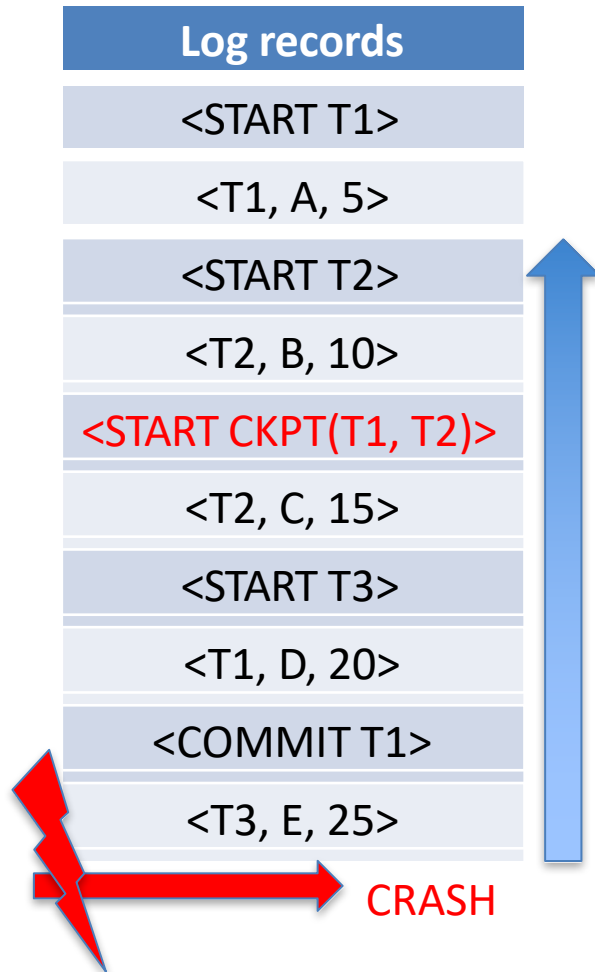 Log records
<START T1>
<T1, A, 5>
<START T2>
<T2, B, 10>
<START CKPT(T1, T2)>
<T2, C, 15>
<START T3>
<T1, D, 20>
<COMMIT T1>
<T3, E, 25>
CRASH